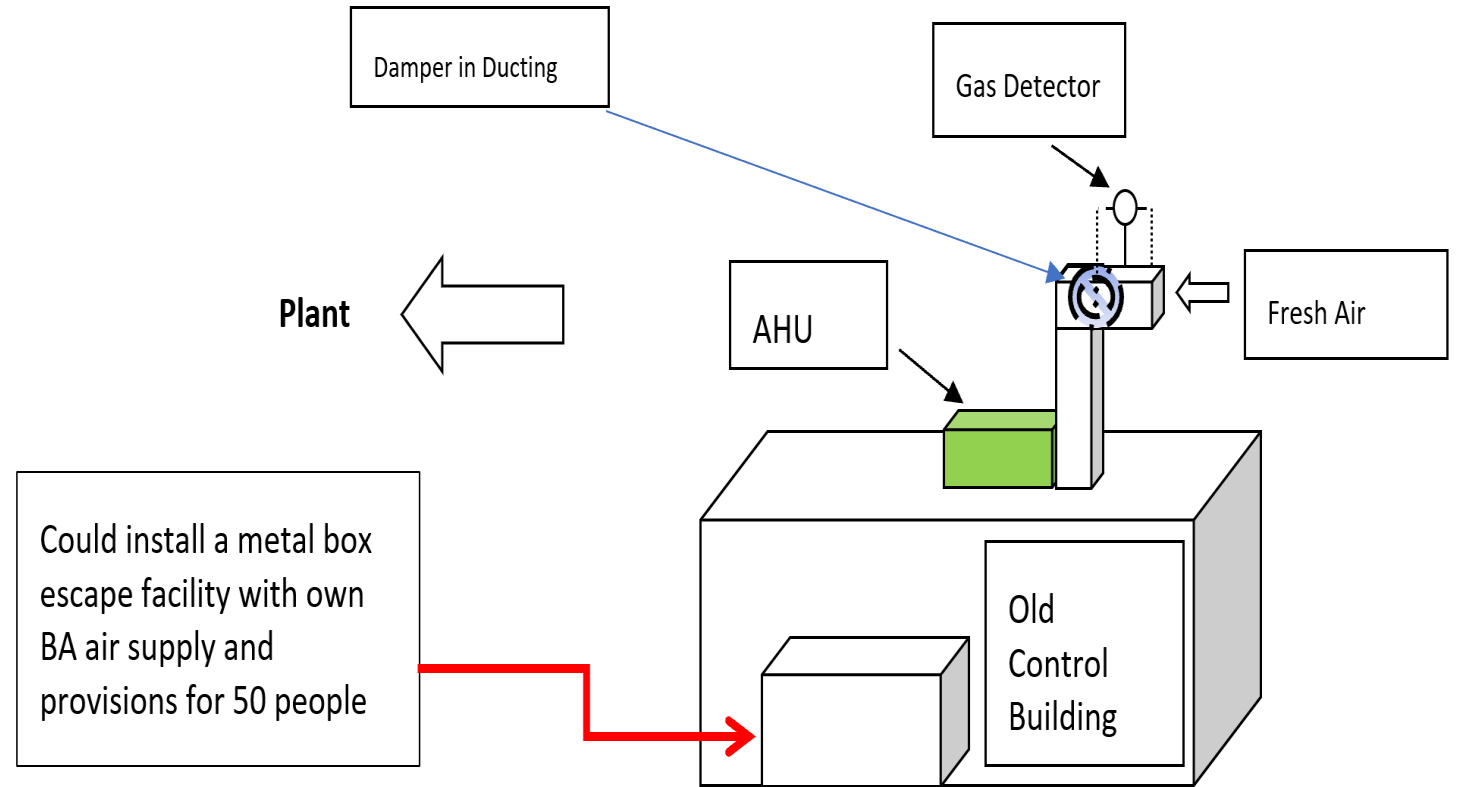 Damper in Ducting
Gas Detector
Plant
AHU
Fresh Air
Could install a metal box
escape facility with own
BA air supply and
provisions for 50 people
Old
Control
Building